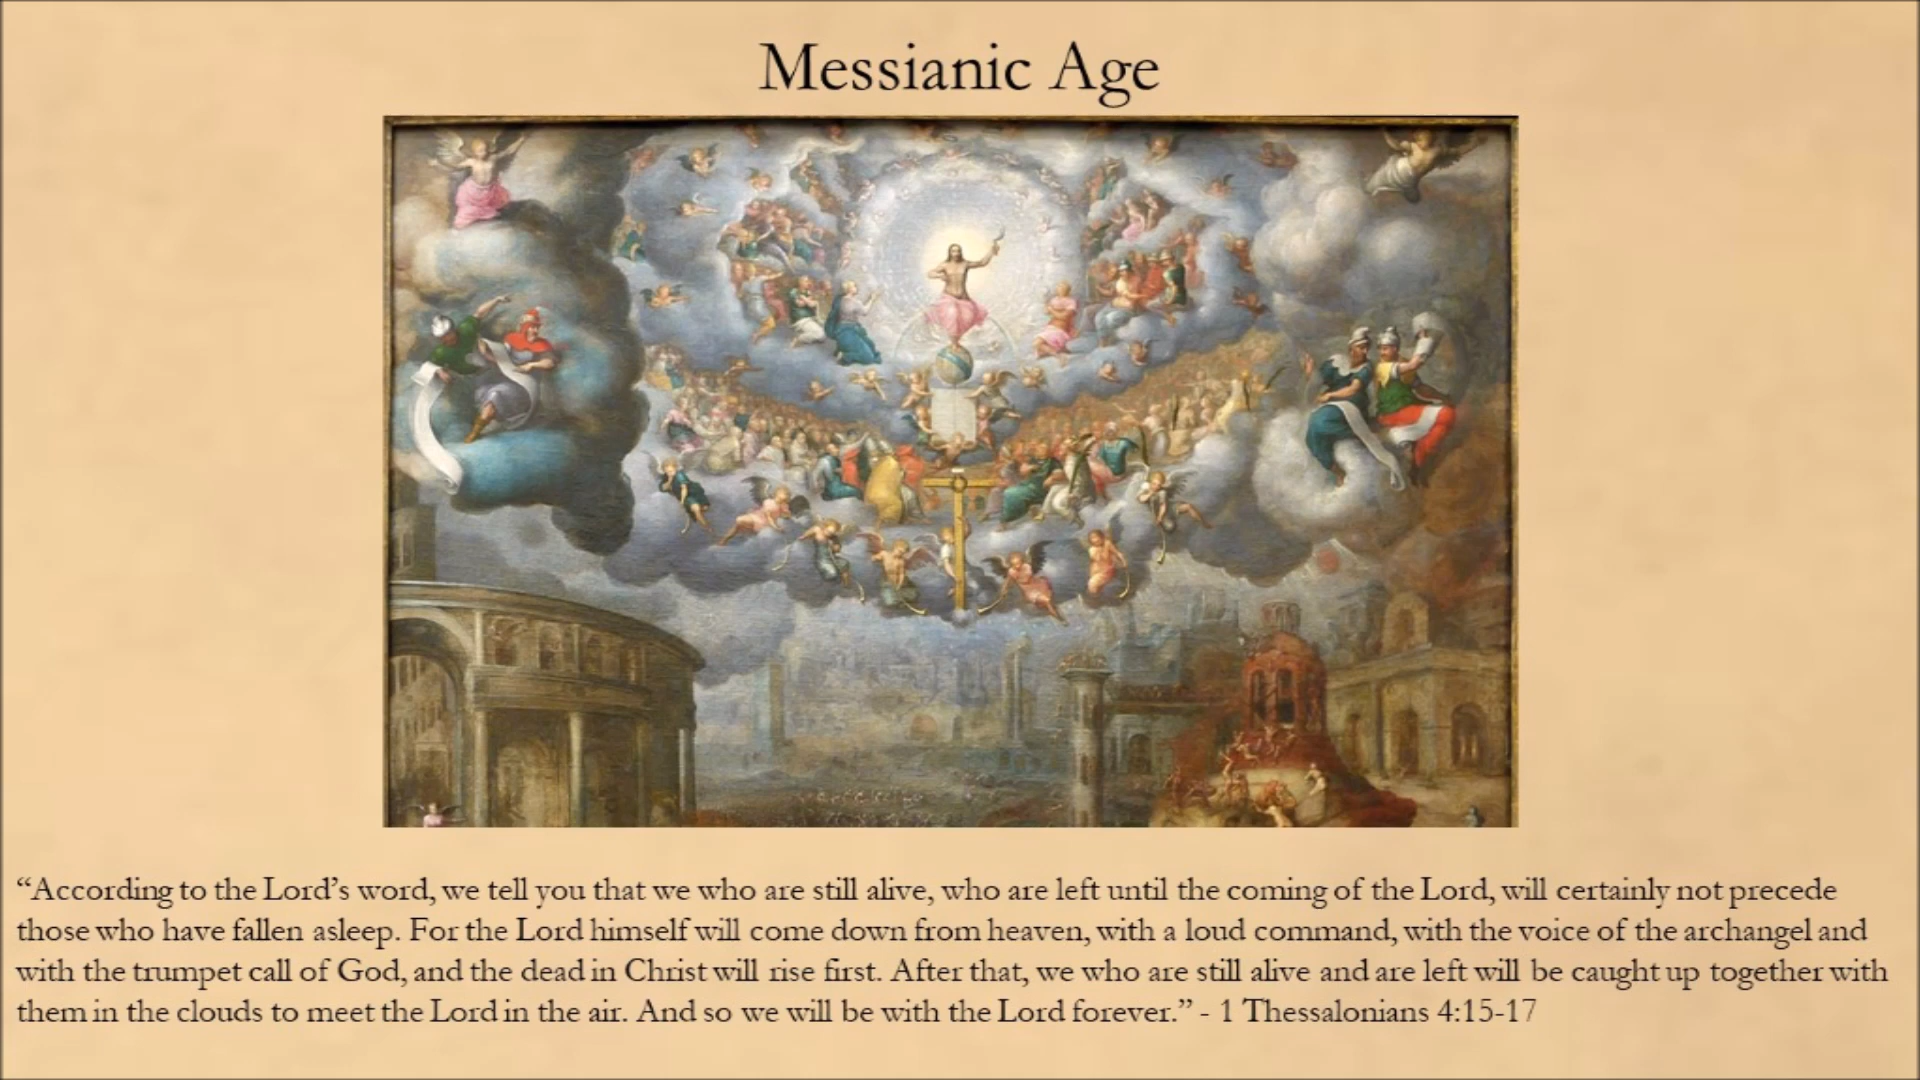 Messianic Age
“According to the Lord’s word, we tell you that we who are still alive, who are left until the coming of the Lord, will certainly not precede
those who have fallen asleep. For the Lord himself will come down from heaven, with a loud command, with the voice of the archangel and
with the trumpet call of God, and the dead in Christ will rise first. After that, we who are still alive and are left will be caught up together with
them in the clouds to meet the Lord in the air. And so we will be with the Lord forever.” - 1 Thessalonians 4:15-17